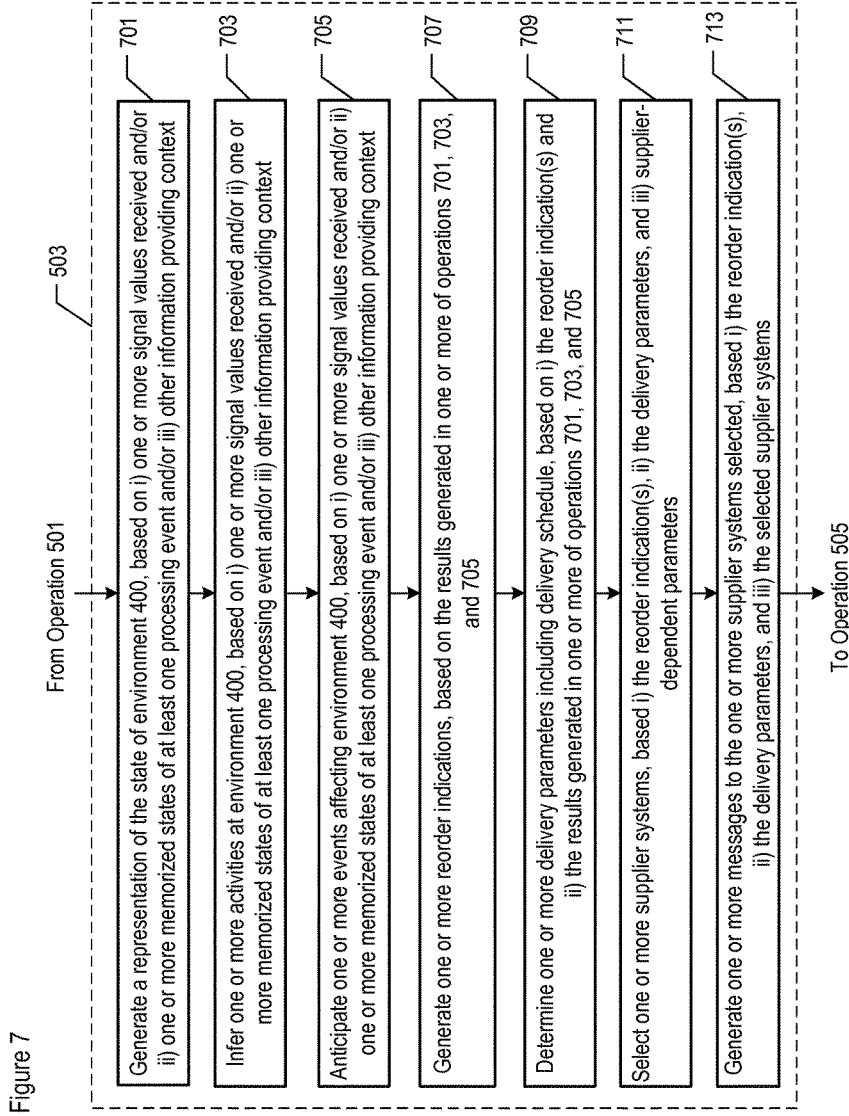 Figure 7
From Operation 501
503
Generate a representation of the state of environment 400, based on i) one or more signal values received and/or
ii) one or more memorized states of at least one processing event and/or iii) other information providing context
701
Infer one or more activities at environment 400, based on i) one or more signal values received and/or ii) one or
more memorized states of at least one processing event and/or iii) other information providing context
703
Anticipate one or more events affecting environment 400, based on i) one or more signal values received and/or ii)
one or more memorized states of at least one processing event and/or iii) other information providing context
705
Generate one or more reorder indications, based on the results generated in one or more of operations 701, 703,
and 705
707
Determine one or more delivery parameters including delivery schedule, based on i) the reorder indication(s) and
ii) the results generated in one or more of operations 701, 703, and 705
709
Select one or more supplier systems, based i) the reorder indication(s), ii) the delivery parameters, and iii) supplier-
dependent parameters
711
Generate one or more messages to the one or more supplier systems selected, based i) the reorder indication(s),
ii) the delivery parameters, and iii) the selected supplier systems
713
To Operation 505